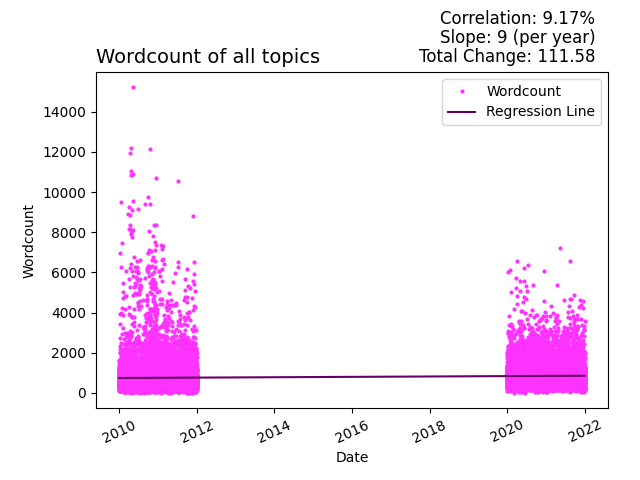 Correlation: 9.17%
Slope: 9 (per year)
Wordcount of all topics
Total Change: 111.58
Wordcount
Regression Line
14000
12000
10000
8000
6000
4000
2000
0
Wordcount
2010
2012
2014
2016
2018
2020
2022
Date